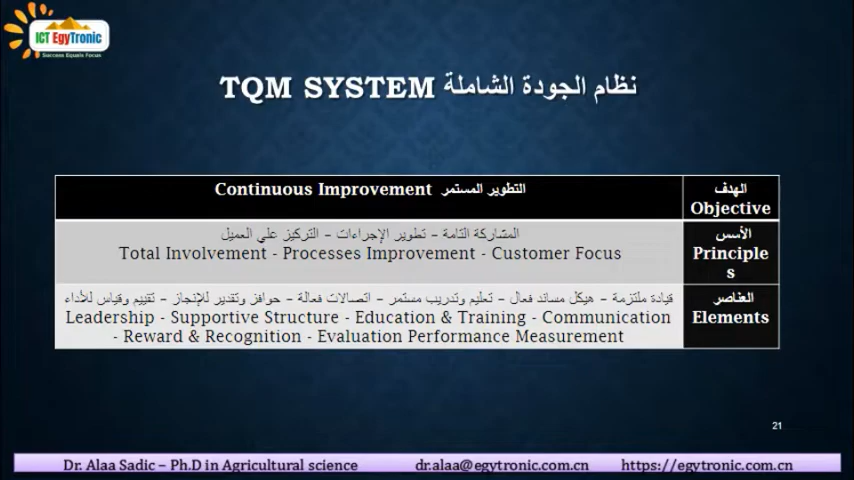 ICT EgyTronic
Success Equals Focus
TQM SYSTEM نظام الجودة الشاملة
الهدف
Objective
التطوير المستمر Continuous Improvement
الأسس
Principle
s
المشاركة التامة - تطوير الإجراءات - التركيز علي العميل
Total Involvement - Processes Improvement - Customer Focus
العناصر
Elements
قيادة ملتزمة - هيكل مساند فعال - تعليم وتدريب مستمر - اتصالات فعالة - حوافز وتقدير للإنجاز - تقييم وقياس للأداء
Leadership - Supportive Structure - Education & Training - Communication
- Reward & Recognition - Evaluation Performance Measurement
21
Dr. Alaa Sadic – Ph.D in Agricultural science dr.alaa@egytronic.com.cn https://egytronic.com.cn